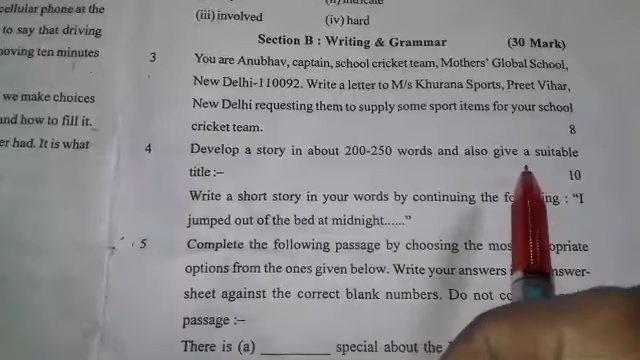 cellular phone at the
to say that driving
noving ten minutes
we make choices
and how to fill it.
er had. It is what
(iii) involved
(iv) hard
Section B : Writing & Grammar (30 Mark)
3 You are Anubhav, captain, school cricket team, Mothers' Global School,
New Delhi-110092. Write a letter to M/s Khurana Sports, Preet Vihar,
New Delhi requesting them to supply some sport items for your school
cricket team. 8
4 Develop a story in about 200-250 words and also give a suitable
title:– 10
Write a short story in your words by continuing the ing : "I
jumped out of the bed at midnight......"
5 Complete the following passage by choosing the
options from the ones given below. Write your answers
sheet against the correct blank numbers. Do not
passage :–
There is (a) ________ special about the